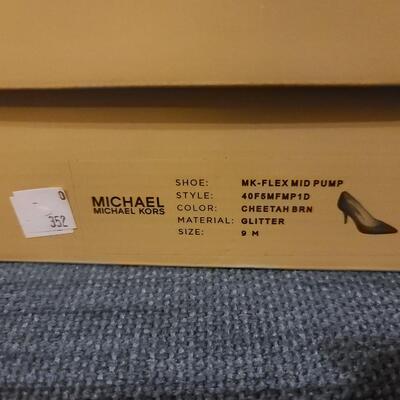 0
352
MICHAEL
MICHAEL KORS
SHOE: MK-FLEX MID PUMP
STYLE: 40F5MFMP1D
COLOR: CHEETAH BRN
MATERIAL: GLITTER
SIZE: 9 M